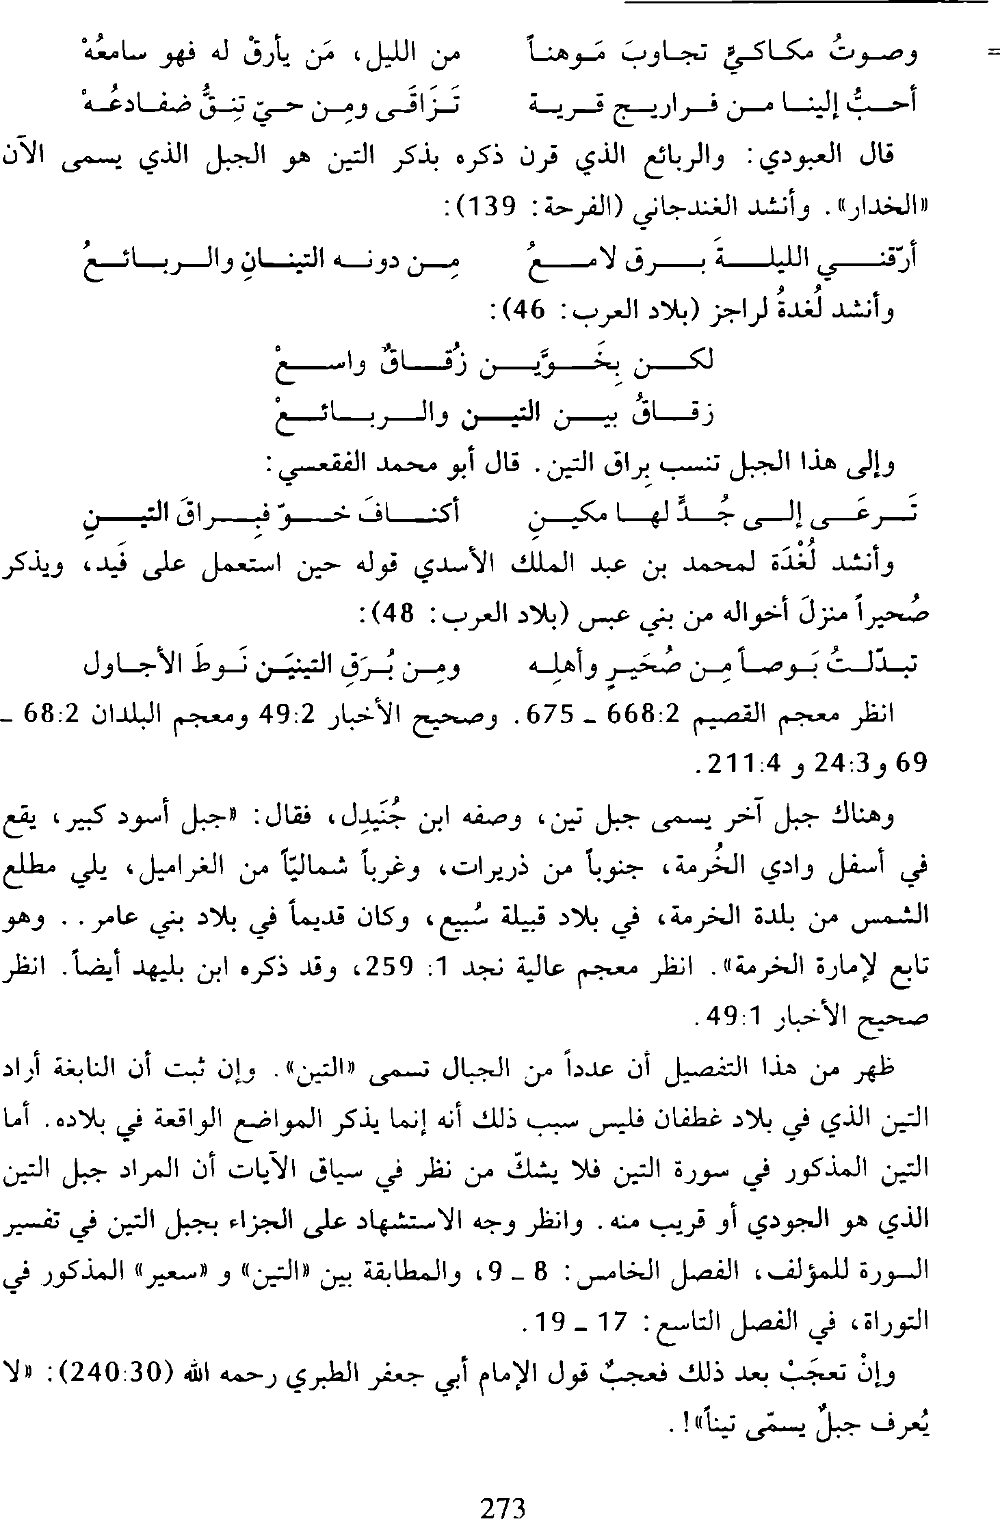 = وصوتُ مكاكيٍّ تجاوبَ مَوهناً من الليل، مَن يأرقْ له فهو سامعُهْ
أحبُّ إلينا من فراريج قرية تَزَاقَى ومِن حيّ تنِقُّ ضفادعُهْ
قال العبودي: والربائع الذي قرن ذكره بذكر التين هو الجبل الذي يسمى الآن
«الخدار». وأنشد الغندجاني (الفرحة: 139):
أرّقني الليلةَ برق لامعُ مِن دونه التينانِ والربائعُ
وأنشد لُغدةُ لراجز (بلاد العرب: 46):
لكن بِخَوَّين زُقاقٌ واسعْ
زقاقُ بين التين والربائعْ
وإلى هذا الجبل تنسب بِراق التين. قال أبو محمد الفقعسي:
تَرعَى إلى جُدٍّ لها مكينِ أكنافَ خوّ فبِراقَ التينِ
وأنشد لُغْدَة لمحمد بن عبد الملك الأسدي قوله حين استعمل على فَيد، ويذكر
صُحيراً منزلَ أخواله من بني عبس (بلاد العرب: 48):
تبدّلتُ بَوصاً مِن صُحَيرٍ وأهلِه ومِن بُرَقِ التينَين نَوطَ الأجاول
انظر معجم القصيم 668:2 ـ 675. وصحيح الأخبار 49:2 ومعجم البلدان 68:2 ـ
69 و24:3 و 211:4.
وهناك جبل آخر يسمى جبل تين، وصفه ابن جُنَيدِل، فقال: «جبل أسود كبير، يقع
في أسفل وادي الخُرمة، جنوباً من ذريرات، وغرباً شماليّاً من الغراميل، يلي مطلع
الشمس من بلدة الخرمة، في بلاد قبيلة سُبيع، وكان قديماً في بلاد بني عامر.. وهو
تابع لإمارة الخرمة». انظر معجم عالية نجد 1: 259، وقد ذكره ابن بليهد أيضاً. انظر
صحيح الأخبار 49:1.
ظهر من هذا التفصيل أن عدداً من الجبال تسمى «التين». وإن ثبت أن النابغة أراد
التين الذي في بلاد غطفان فليس سبب ذلك أنه إنما يذكر المواضع الواقعة في بلاده. أما
التين المذكور في سورة التين فلا يشكّ من نظر في سياق الآيات أن المراد جبل التين
الذي هو الجودي أو قريب منه. وانظر وجه الاستشهاد على الجزاء بجبل التين في تفسير
السورة للمؤلف، الفصل الخامس: 8 ـ 9، والمطابقة بين «التين» و «سعير» المذكور في
التوراة، في الفصل التاسع: 17 ـ 19.
وإنْ تعجَبْ بعد ذلك فعجبٌ قول الإمام أبي جعفر الطبري رحمه الله (240:30): «لا
يُعرف جبلٌ يسمّى تيناً»!.
273